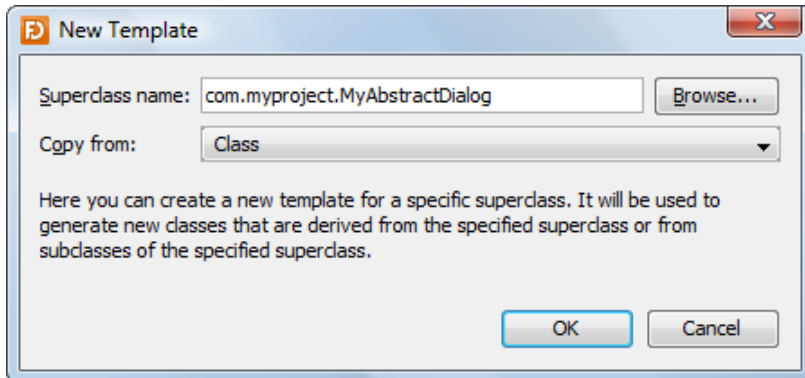 New Template
Superclass name: com.myproject.MyAbstractDialog Browse...
Copy from: Class
Here you can create a new template for a specific superclass. It will be used to
generate new classes that are derived from the specified superclass or from
subclasses of the specified superclass.
OK Cancel